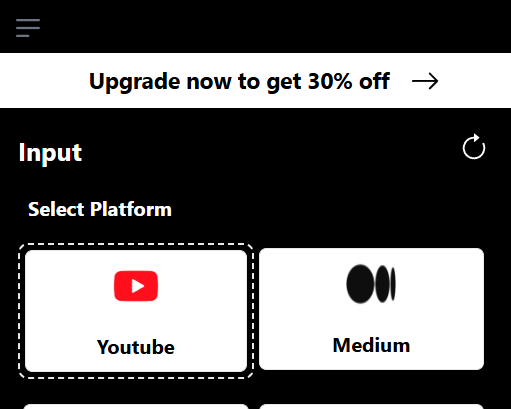 Upgrade now to get 30% off
Input
Select Platform
Youtube
Medium